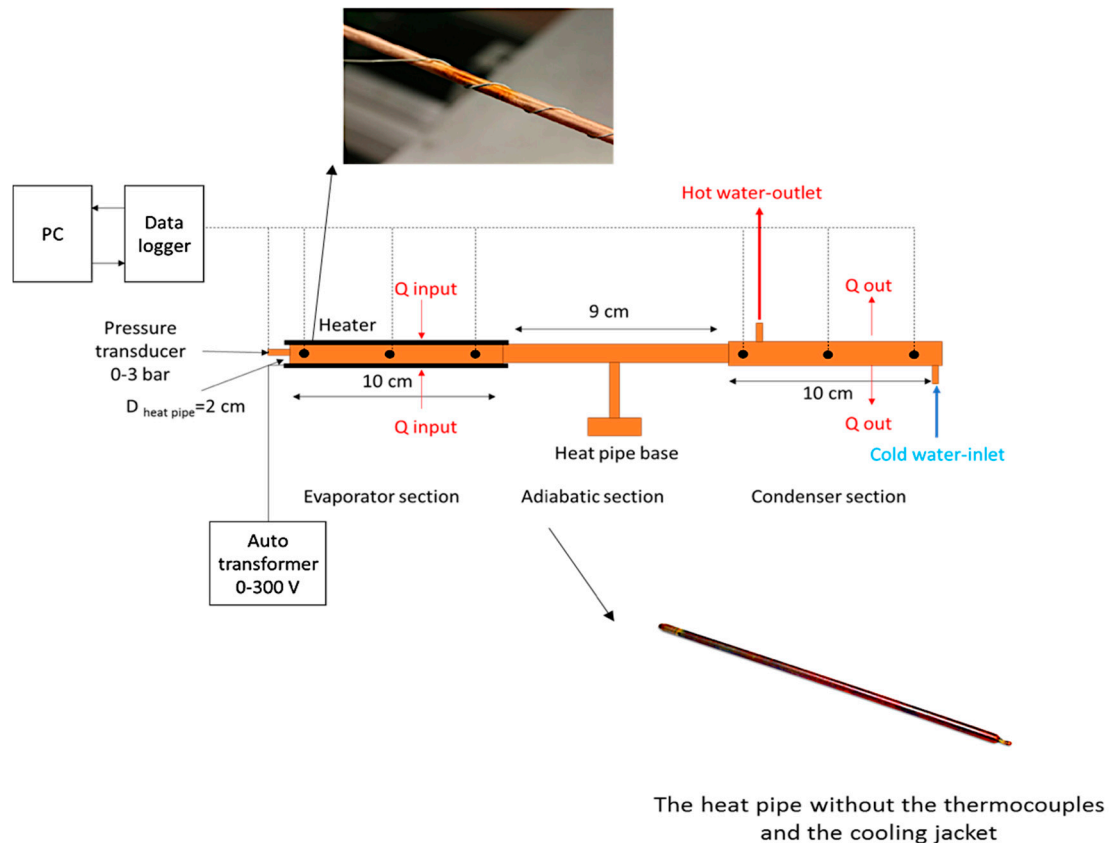 Hot water-outlet
PC
Data
logger
Q input
Q out
9 cm
Heater
Pressure
transducer
0-3 bar
10 cm
10 cm
D heat pipe=2 cm
Q input
Q out
Heat pipe base
Cold water-inlet
Evaporator section
Adiabatic section
Condenser section
Auto
transformer
0-300 V
The heat pipe without the thermocouples
and the cooling jacket